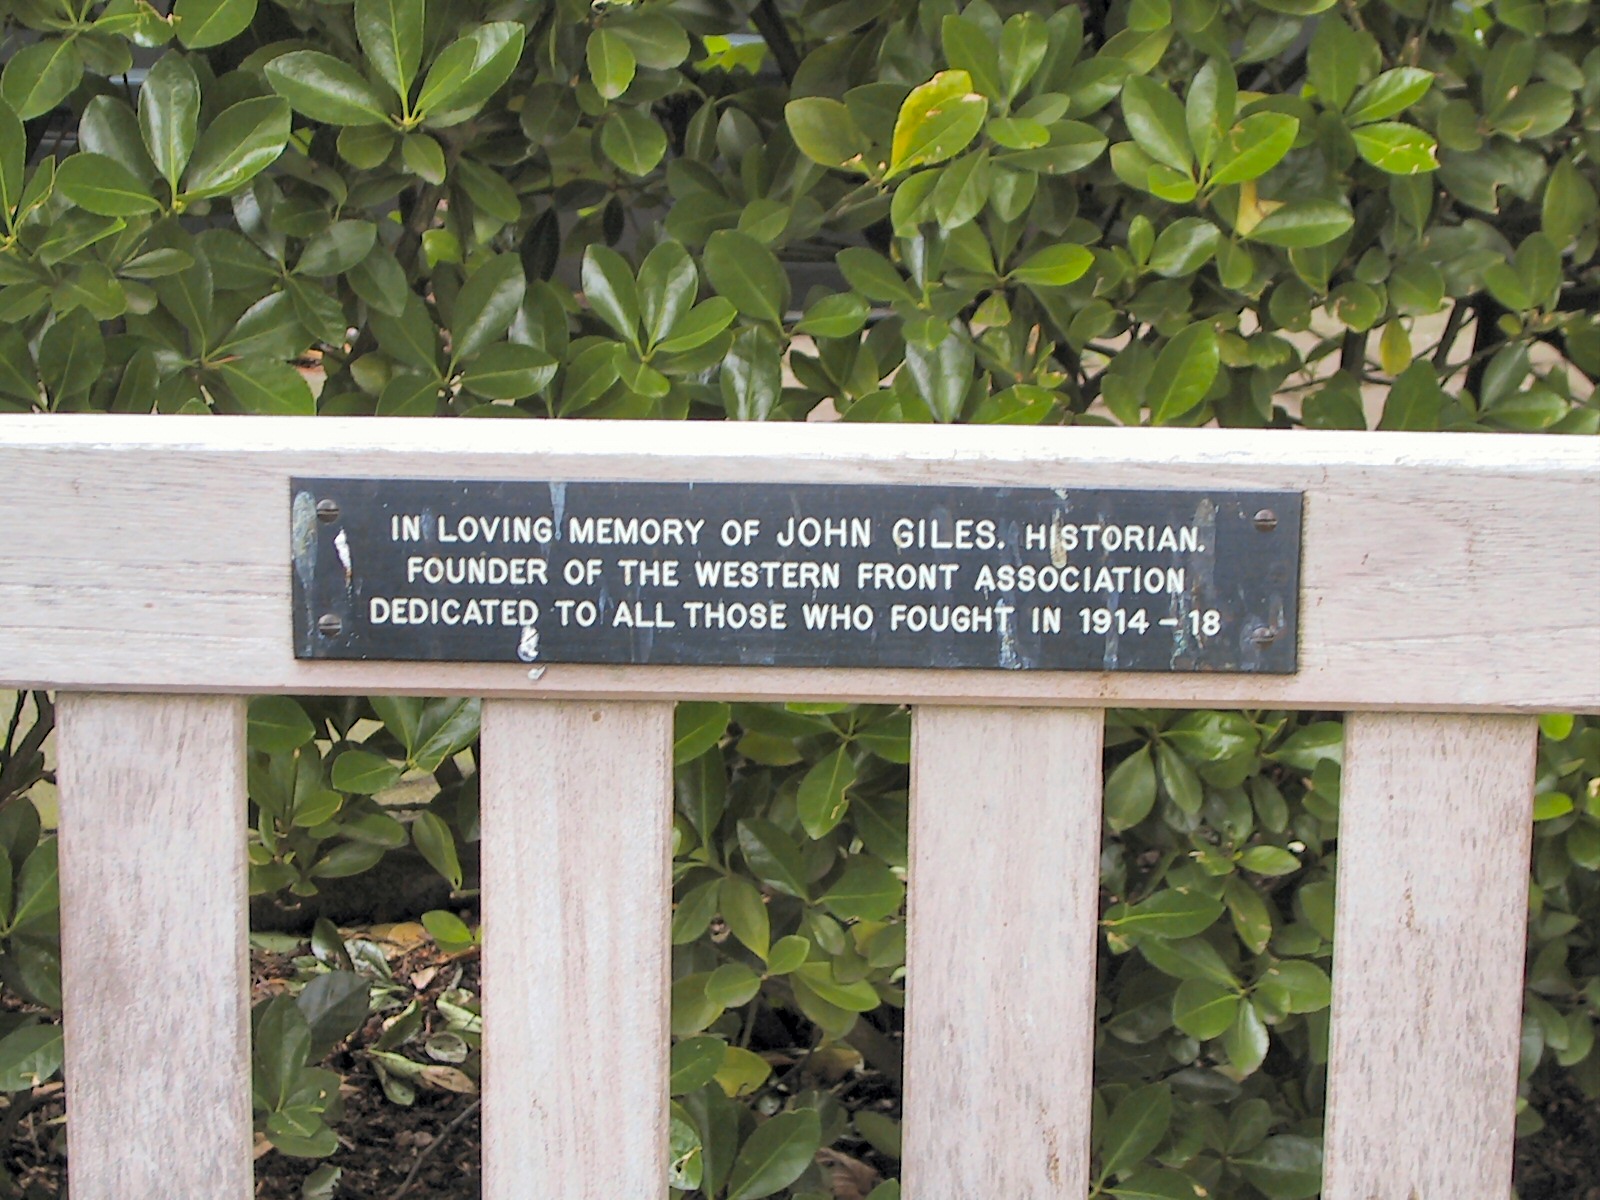 IN LOVING MEMORY OF JOHN GILES. HISTORIAN.
FOUNDER OF THE WESTERN FRONT ASSOCIATION
DEDICATED TO ALL THOSE WHO FOUGHT IN 1914 - 18